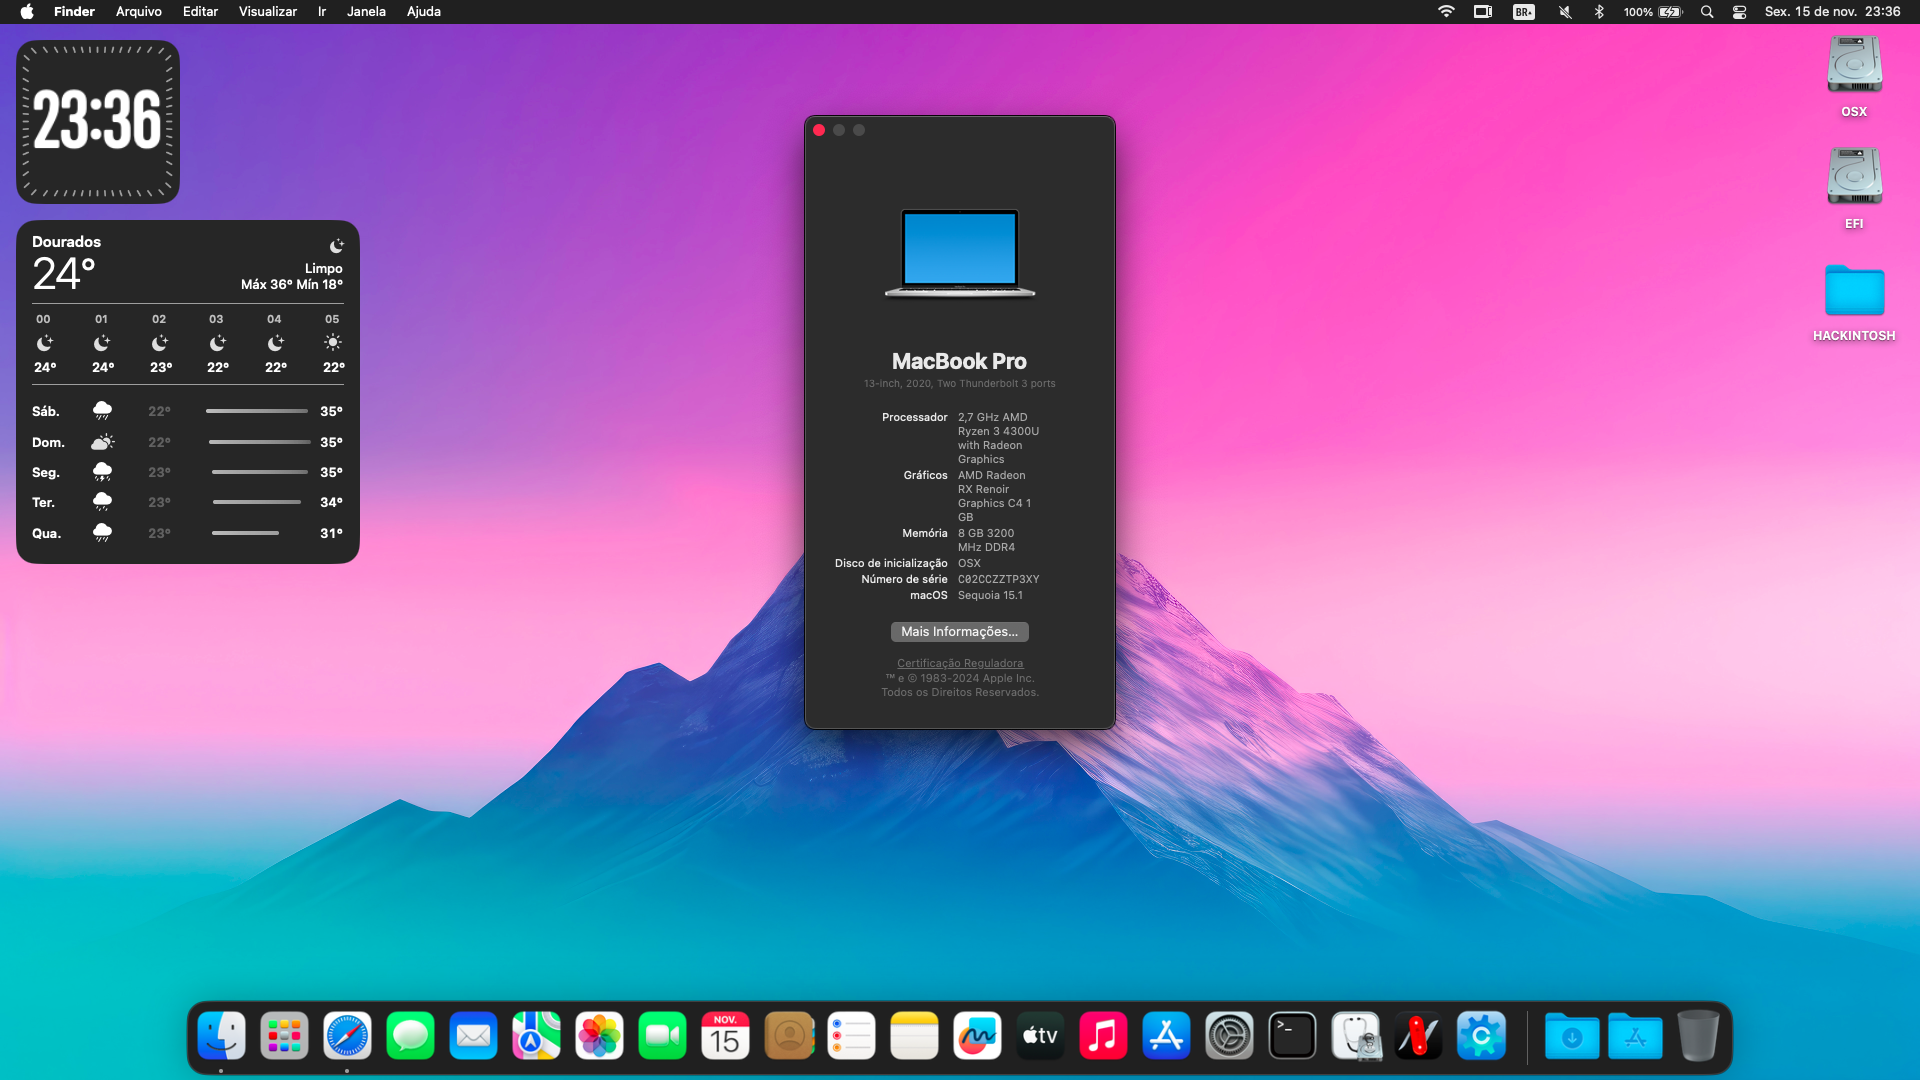 Finder Arquivo Editar Visualizar Ir Janela Ajuda
BR 100% Sex. 15 de nov. 23:36
23:36
Dourados
24°
Limpo
Máx 36° Mín 18°
00 01 02 03 04 05
24° 24° 23° 22° 22° 22°
Sáb. 22° 35°
Dom. 22° 35°
Seg. 23° 35°
Ter. 23° 34°
Qua. 23° 31°
MacBook Pro
13-inch, 2020, Two Thunderbolt 3 ports
Processador 2,7 GHz AMD
Ryzen 3 4300U
with Radeon
Graphics
Gráficos AMD Radeon
RX Renoir
Graphics C4 1
GB
Memória 8 GB 3200
MHz DDR4
Disco de inicialização OSX
Número de série C02CCZZTP3XY
macOS Sequoia 15.1
Mais Informações...
Certificação Reguladora
™ e © 1983-2024 Apple Inc.
Todos os Direitos Reservados.
OSX
EFI
HACKINTOSH
NOV.
15
tv
>_